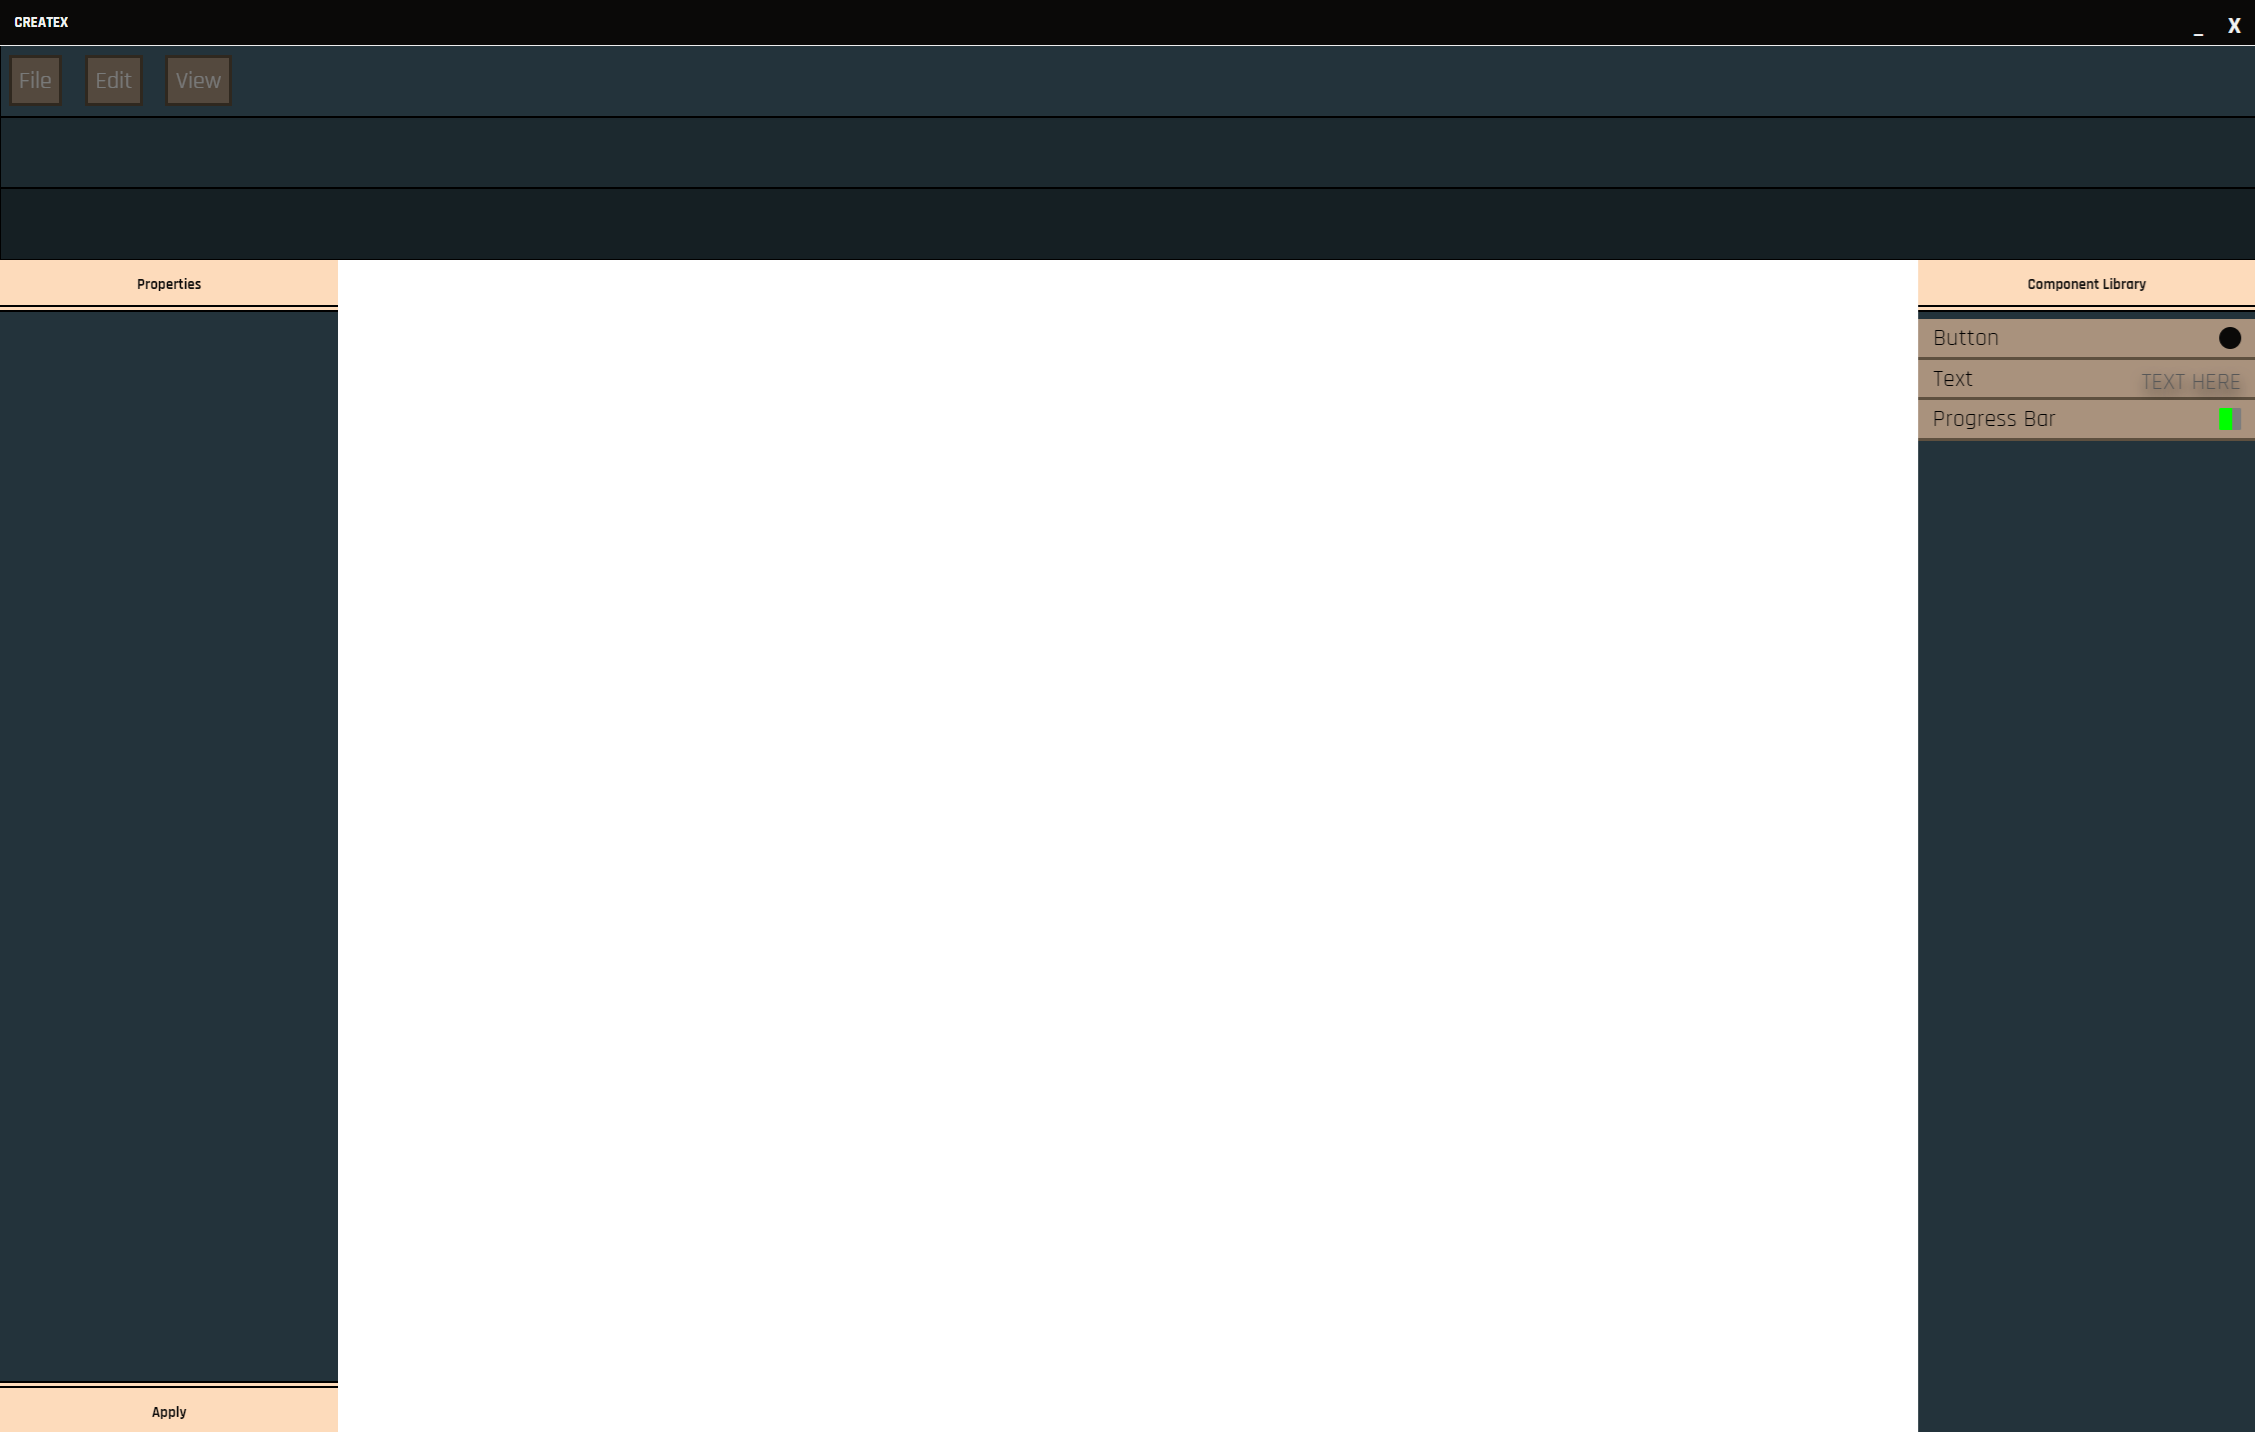 CREATEX
_ X
File Edit View
Properties
Component Library
Button
Text TEXT HERE
Progress Bar
Apply